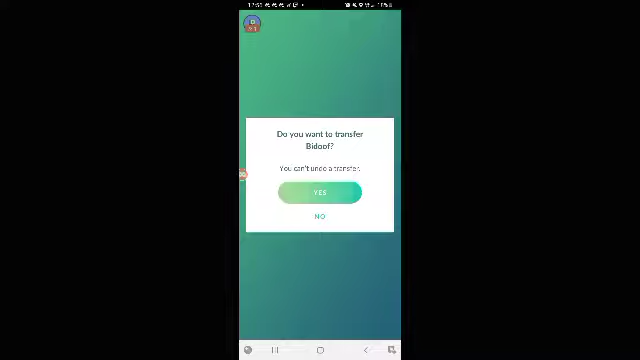 Do you want to transfer
Bidoof?
You can't undo a transfer.
YES
NO